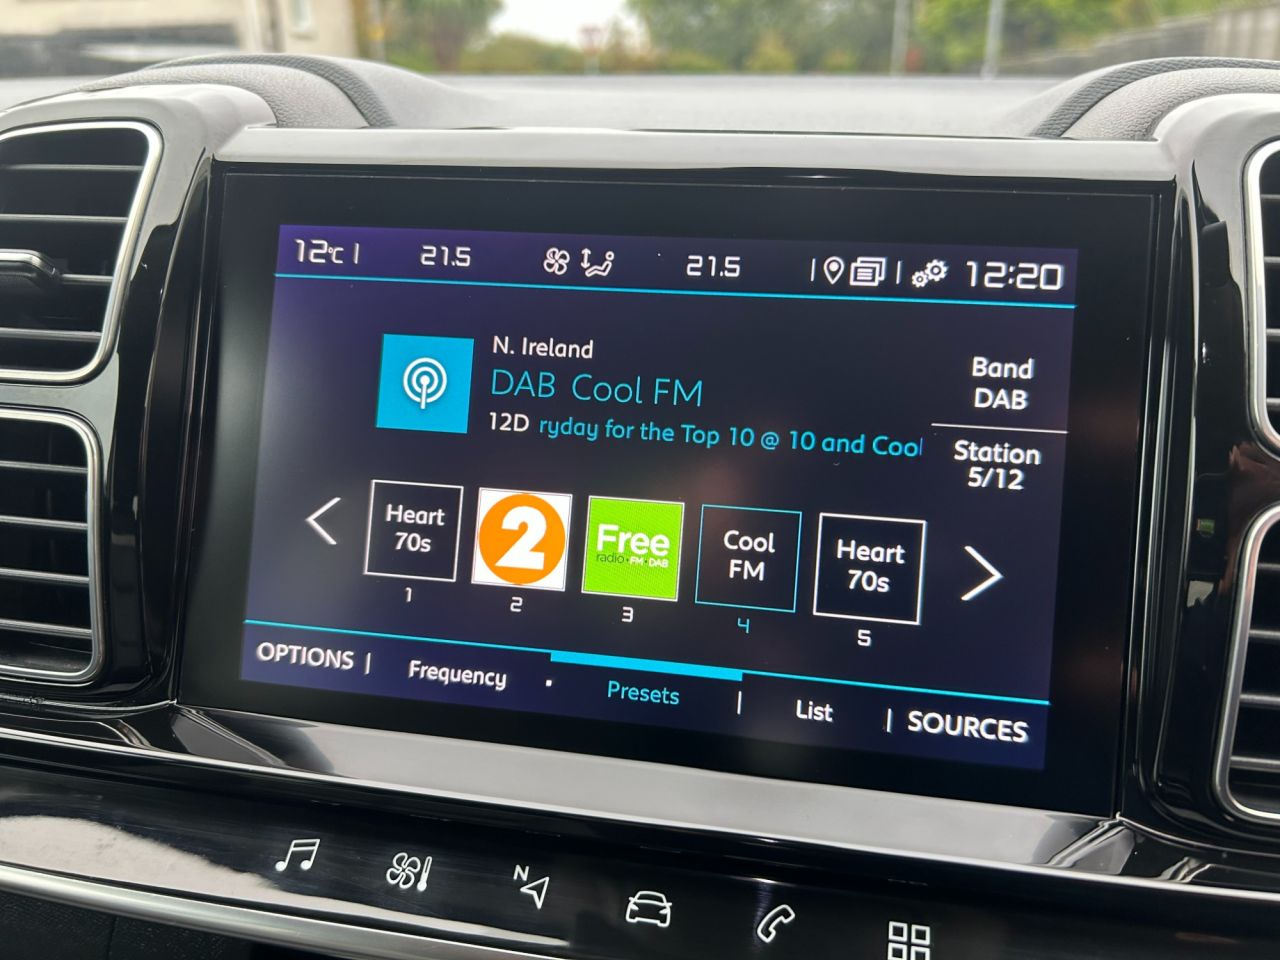 12°C 21.5 21.5 12:20
N. Ireland
DAB Cool FM
12D ryday for the Top 10 @ 10 and Cool
Band
DAB
Station
5/12
Heart
70s
1
2
2
Free
radio·FM·DAB
3
Cool
FM
4
Heart
70s
5
OPTIONS | Frequency · Presets | List | SOURCES
N